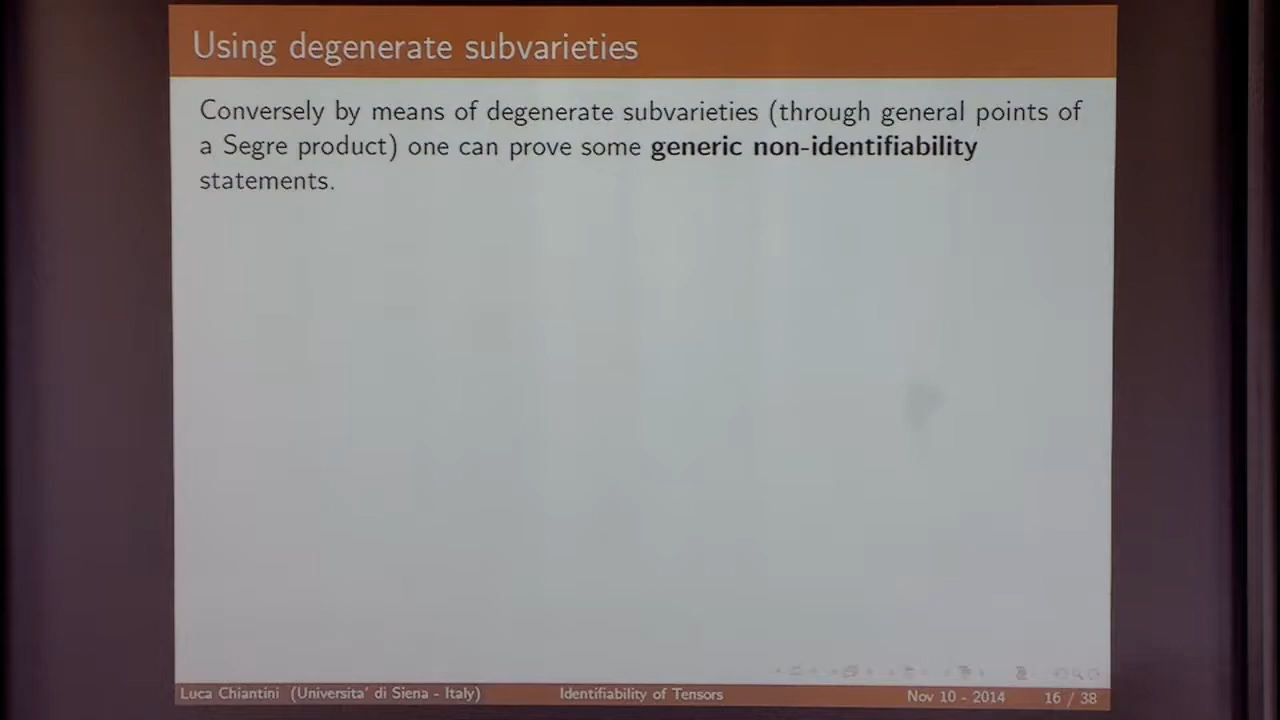 Using degenerate subvarieties
Conversely by means of degenerate subvarieties (through general points of
a Segre product) one can prove some generic non-identifiability
statements.
Luca Chiantini (Universita' di Siena - Italy) Identifiability of Tensors Nov 10 - 2014 16 / 38